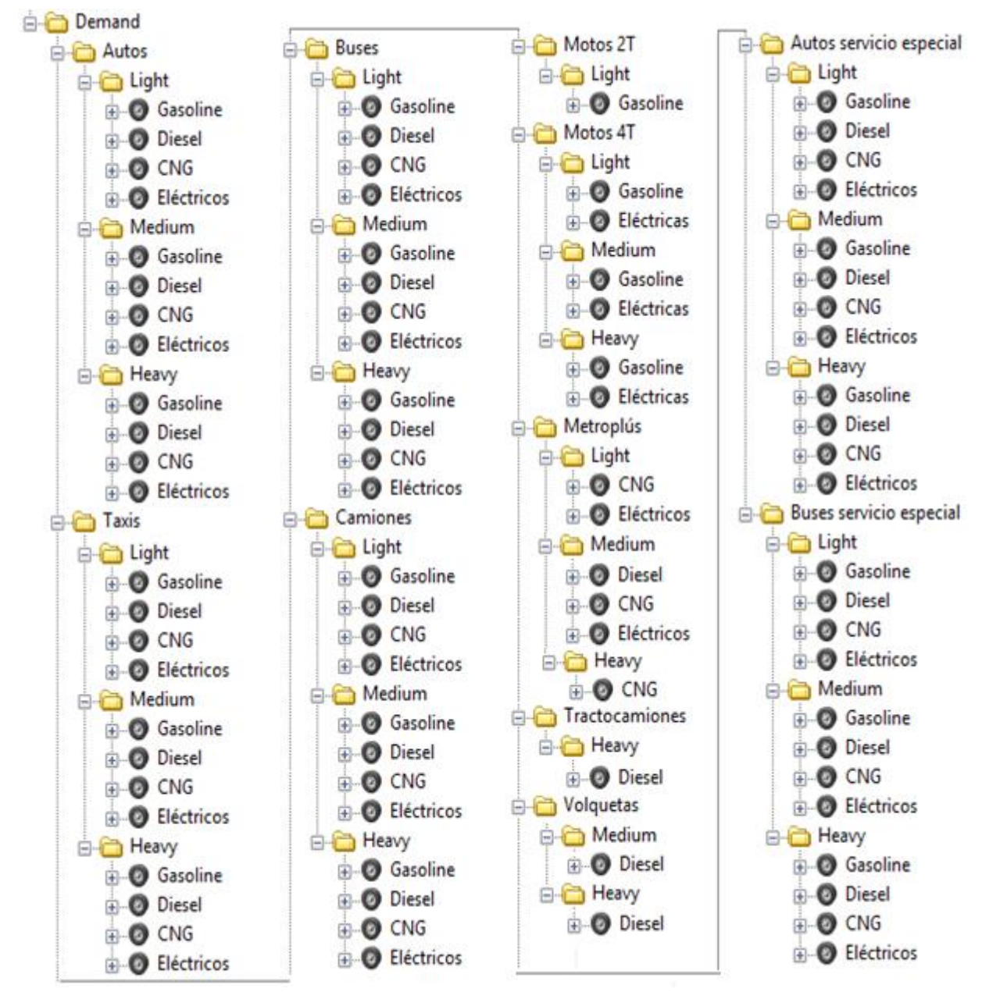 Demand
Autos
Light
Gasoline
Diesel
CNG
Eléctricos
Medium
Gasoline
Diesel
CNG
Eléctricos
Heavy
Gasoline
Diesel
CNG
Eléctricos
Taxis
Light
Gasoline
Diesel
CNG
Eléctricos
Medium
Gasoline
Diesel
CNG
Eléctricos
Heavy
Gasoline
Diesel
CNG
Eléctricos
Buses
Light
Gasoline
Diesel
CNG
Eléctricos
Medium
Gasoline
Diesel
CNG
Eléctricos
Heavy
Gasoline
Diesel
CNG
Eléctricos
Camiones
Light
Gasoline
Diesel
CNG
Eléctricos
Medium
Gasoline
Diesel
CNG
Eléctricos
Heavy
Gasoline
Diesel
CNG
Eléctricos
Motos 2T
Light
Gasoline
Motos 4T
Light
Gasoline
Eléctricas
Medium
Gasoline
Eléctricas
Heavy
Gasoline
Eléctricas
Metroplús
Light
CNG
Eléctricos
Medium
Diesel
CNG
Eléctricos
Heavy
CNG
Tractocamiones
Heavy
Diesel
Volquetas
Medium
Diesel
Heavy
Diesel
Autos servicio especial
Light
Gasoline
Diesel
CNG
Eléctricos
Medium
Gasoline
Diesel
CNG
Eléctricos
Heavy
Gasoline
Diesel
CNG
Eléctricos
Buses servicio especial
Light
Gasoline
Diesel
CNG
Eléctricos
Medium
Gasoline
Diesel
CNG
Eléctricos
Heavy
Gasoline
Diesel
CNG
Eléctricos